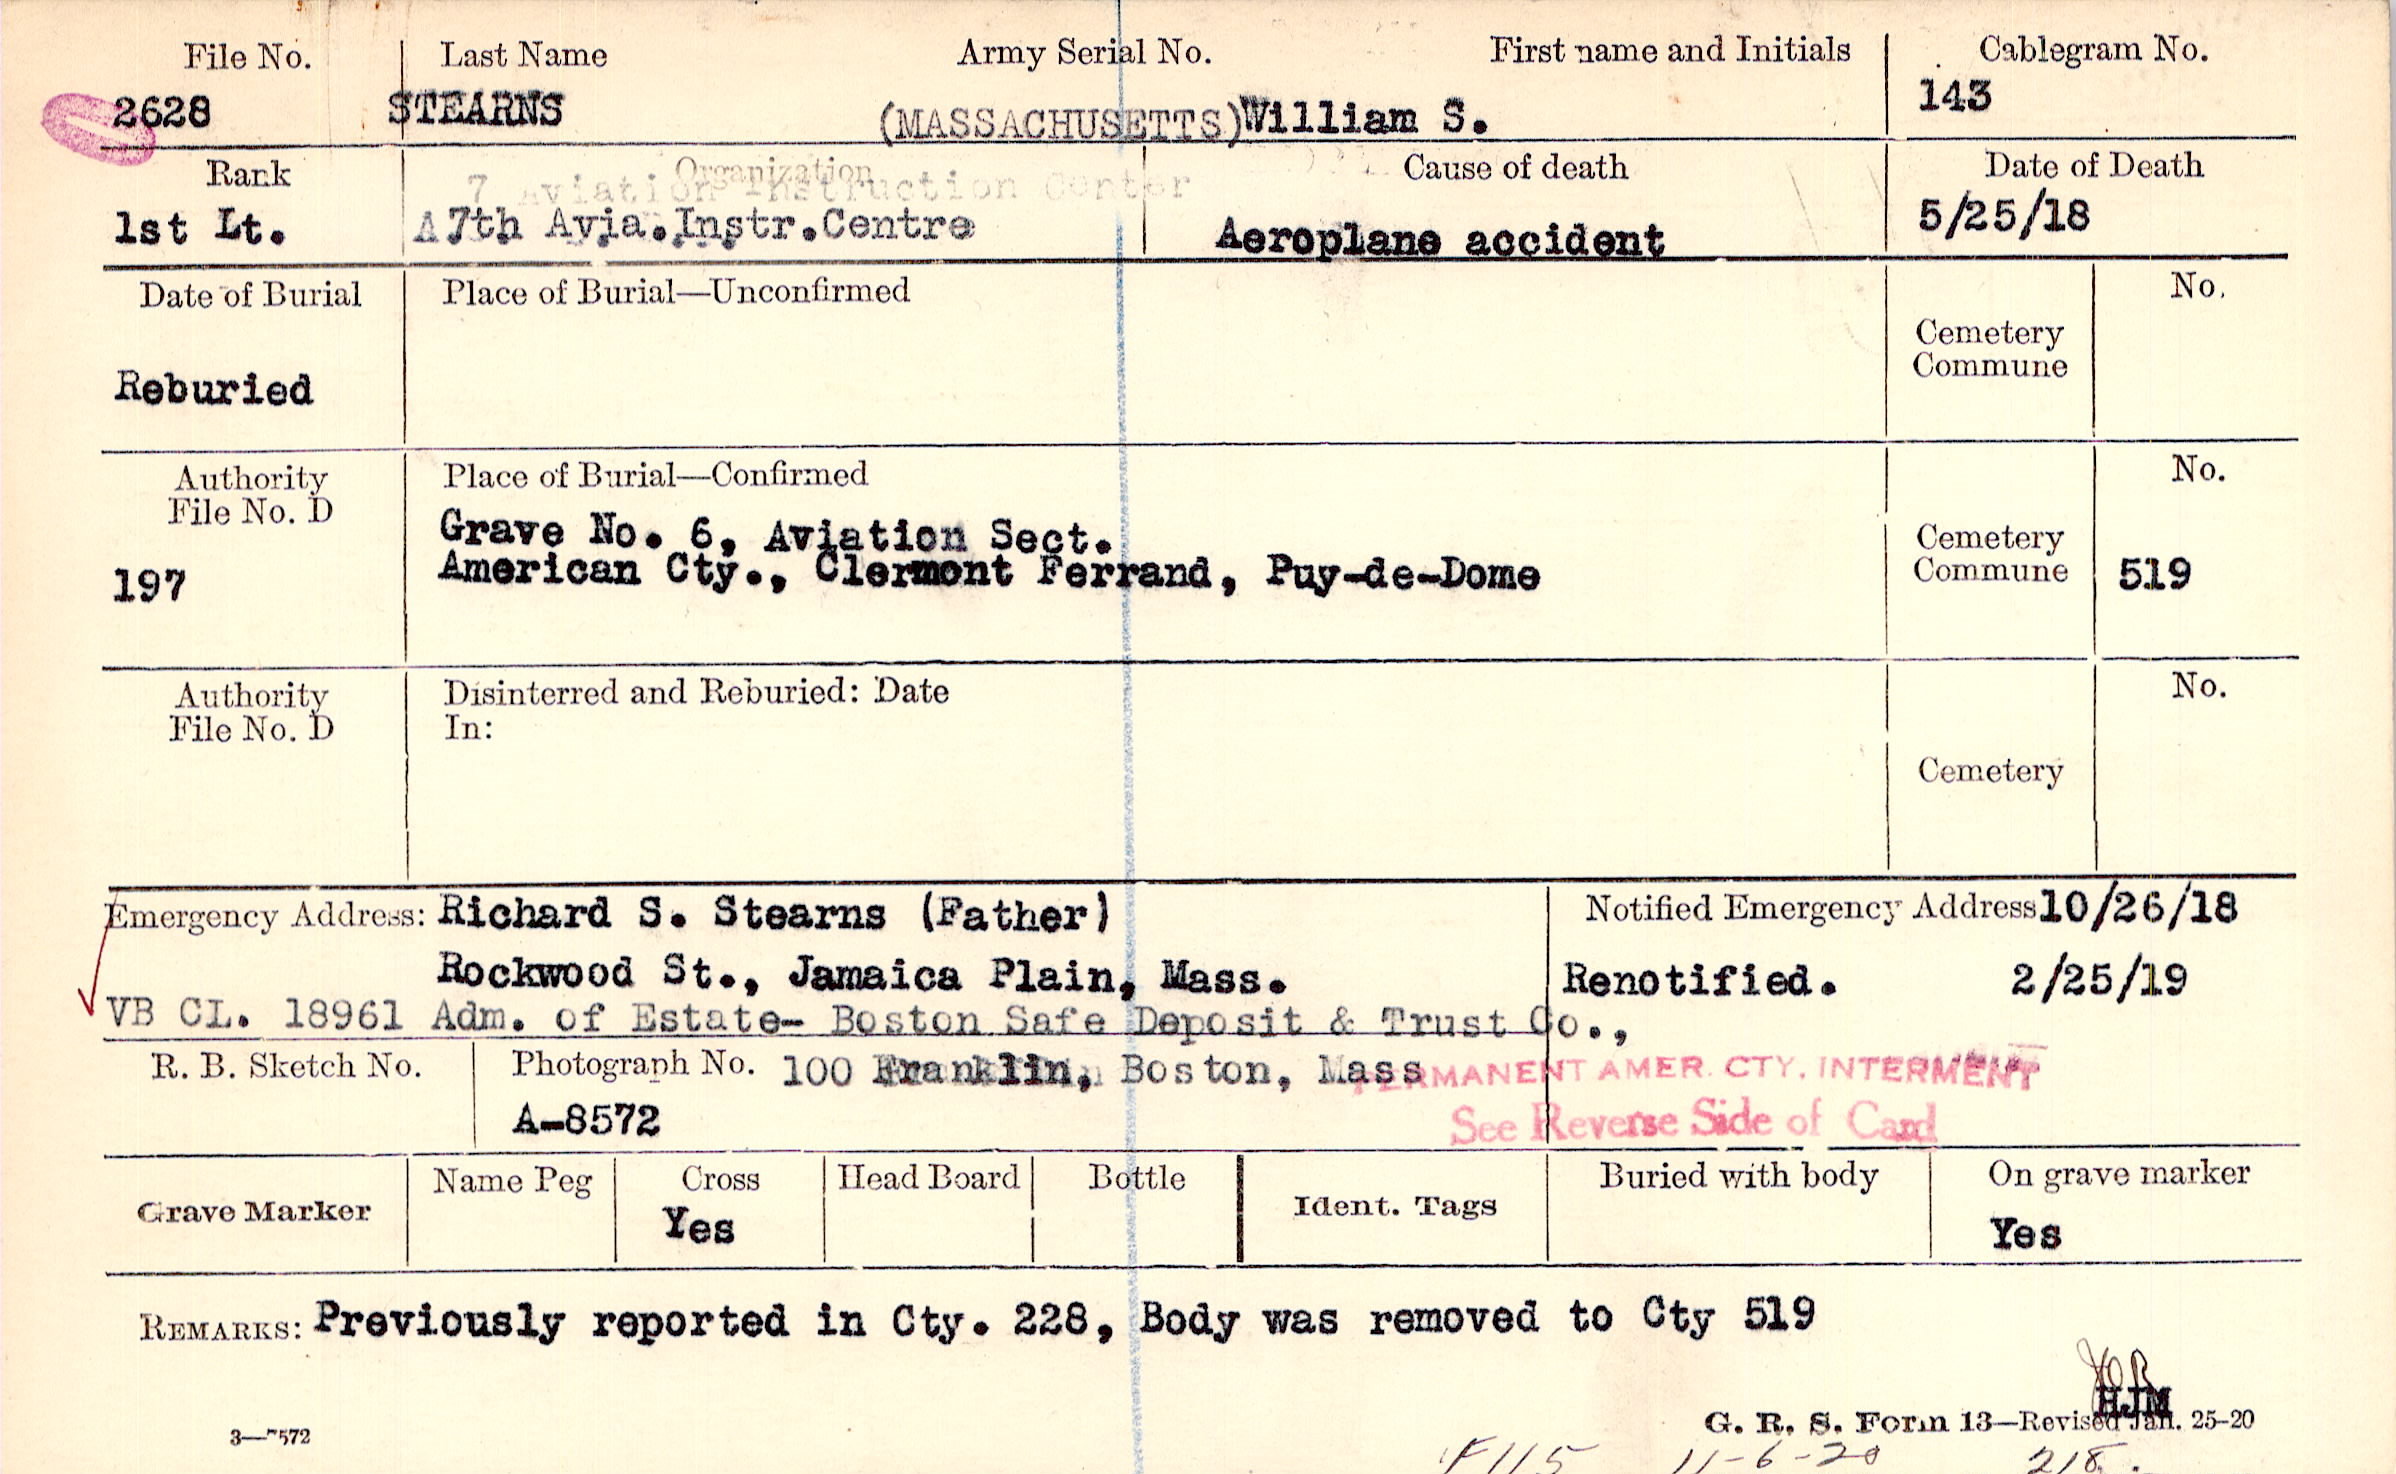 File No. Last Name Army Serial No. First name and Initials Cablegram No.
2628 STEARNS (MASSACHUSETTS) William S. 143
Rank Organization Cause of death Date of Death
7 Aviation Instruction Center
1st Lt. A 7th Avia.Instr.Centre Aeroplane accident 5/25/18
Date of Burial Place of Burial—Unconfirmed No.
Cemetery
Commune
Reburied
Authority Place of Burial—Confirmed No.
File No. D
Grave No. 6, Aviation Sect. Cemetery
197 American Cty., Clermont Ferrand, Puy-de-Dome Commune 519
Authority Disinterred and Reburied: Date No.
File No. D In:
Cemetery
Emergency Address: Richard S. Stearns (Father) Notified Emergency Address 10/26/18
Rockwood St., Jamaica Plain, Mass. Renotified. 2/25/19
VB CL. 18961 Adm. of Estate- Boston Safe Deposit & Trust Co.,
R. B. Sketch No. Photograph No. 100 Franklin, Boston, Mass PERMANENT AMER. CTY. INTERMENT
A-8572 See Reverse Side of Card
Grave Marker Name Peg Cross Head Board Bottle Ident. Tags Buried with body On grave marker
Yes Yes
REMARKS: Previously reported in Cty. 228, Body was removed to Cty 519
HJM
3—7572 G. R. S. Form 13—Revised Jan. 25-20
11-6-20 218